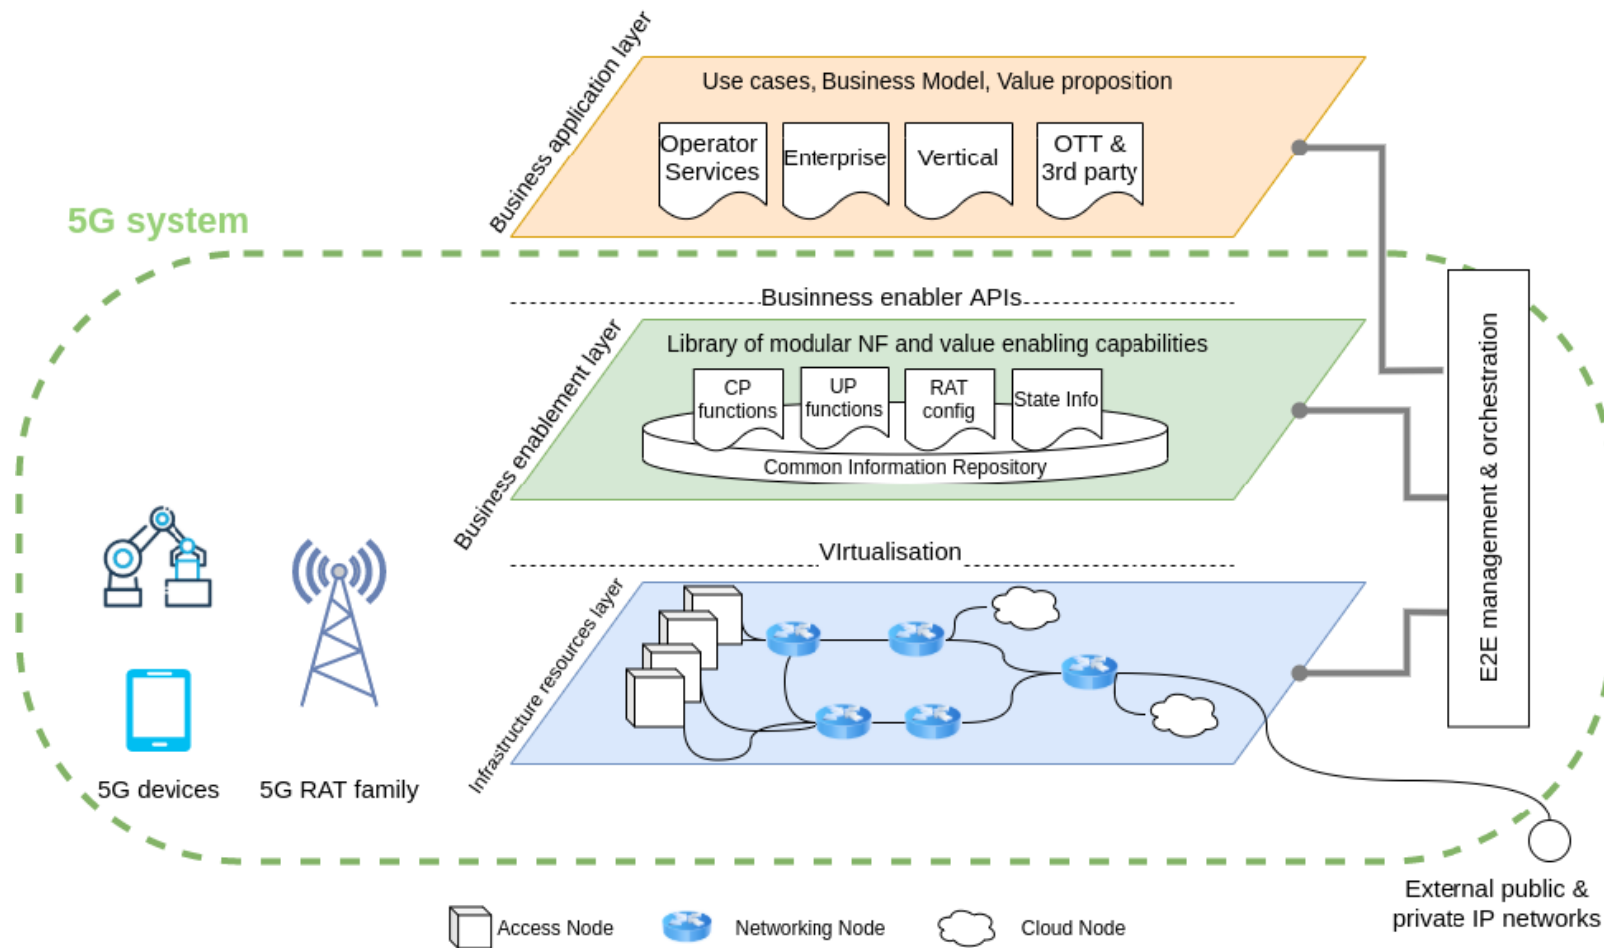 Business application layer
Use cases, Business Model, Value proposition
Operator
Services
Enterprise
Vertical
OTT &
3rd party
5G system
Businness enabler APIs
Business enablement layer
Library of modular NF and value enabling capabilities
CP
functions
UP
functions
RAT
config
State Info
Common Information Repository
E2E management & orchestration
VIrtualisation
Infrastructure resources layer
5G devices
5G RAT family
External public &
private IP networks
Access Node
Networking Node
Cloud Node